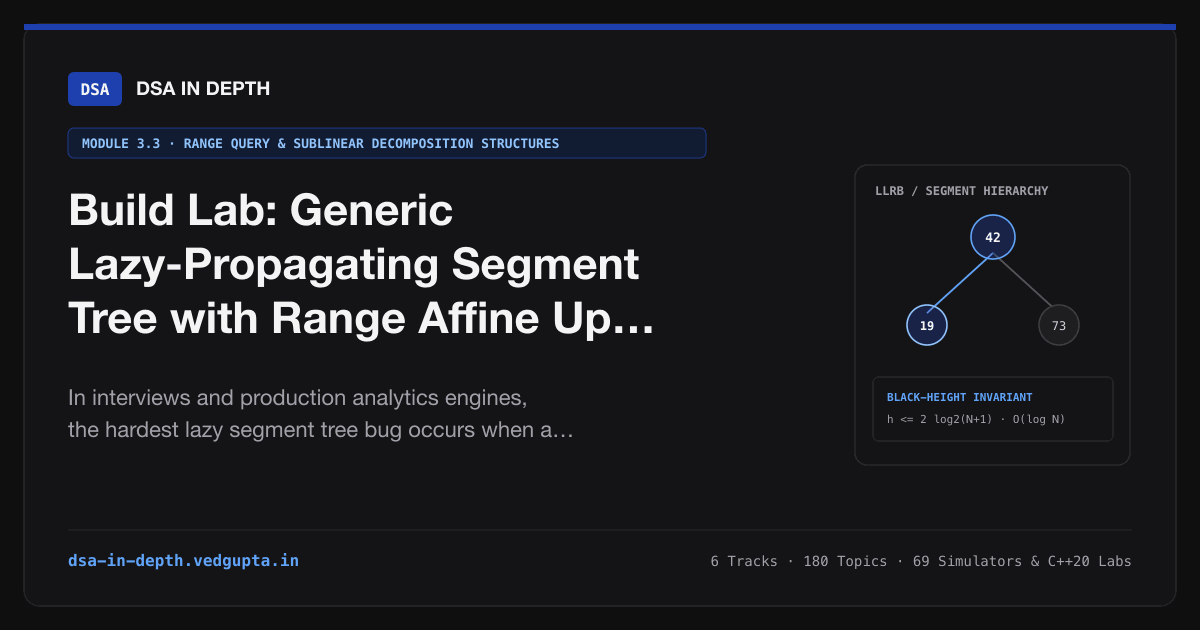 DSA
DSA IN DEPTH
MODULE 3.3 · RANGE QUERY & SUBLINEAR DECOMPOSITION STRUCTURES
Build Lab: Generic
Lazy-Propagating Segment
Tree with Range Affine Up…
In interviews and production analytics engines,
the hardest lazy segment tree bug occurs when a…
LLRB / SEGMENT HIERARCHY
42
19
73
BLACK-HEIGHT INVARIANT
h <= 2 log2(N+1) · O(log N)
dsa-in-depth.vedgupta.in
6 Tracks · 180 Topics · 69 Simulators & C++20 Labs